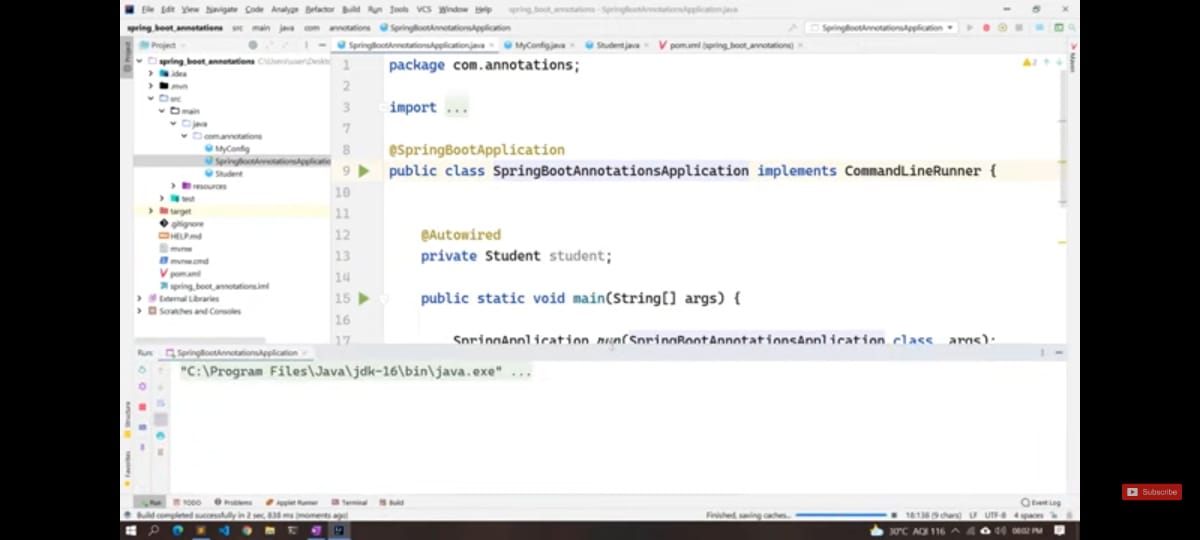 File Edit View Navigate Code Analyze Refactor Build Run Tools VCS Window Help spring_boot_annotations - SpringBootAnnotationsApplication.java
spring_boot_annotations src main java com annotations SpringBootAnnotationsApplication
SpringBootAnnotationsApplication
Project
SpringBootAnnotationsApplication.java MyConfig.java Student.java pom.xml (spring_boot_annotations)
Project
Maven
spring_boot_annotations C:\Users\user\Deskto
.idea
.mvn
src
main
java
com.annotations
MyConfig
SpringBootAnnotationsApplicatio
Student
resources
test
target
.gitignore
HELP.md
mvnw
mvnw.cmd
pom.xml
spring_boot_annotations.iml
External Libraries
Scratches and Consoles
1 package com.annotations;
2
3 import ...
7
8 @SpringBootApplication
9 public class SpringBootAnnotationsApplication implements CommandLineRunner {
10
11
12 @Autowired
13 private Student student;
14
15 public static void main(String[] args) {
16
17 SpringApplication.run(SpringBootAnnotationsApplication.class, args);
2
Run: SpringBootAnnotationsApplication
"C:\Program Files\Java\jdk-16\bin\java.exe" ...
Structure
Favorites
Run TODO Problems Applet Runner Terminal Build Event Log
Build completed successfully in 2 sec, 838 ms (moments ago) Finished, saving caches... 18:138 (9 chars) LF UTF-8 4 spaces
30°C AQI 116 08:02 PM
Subscribe